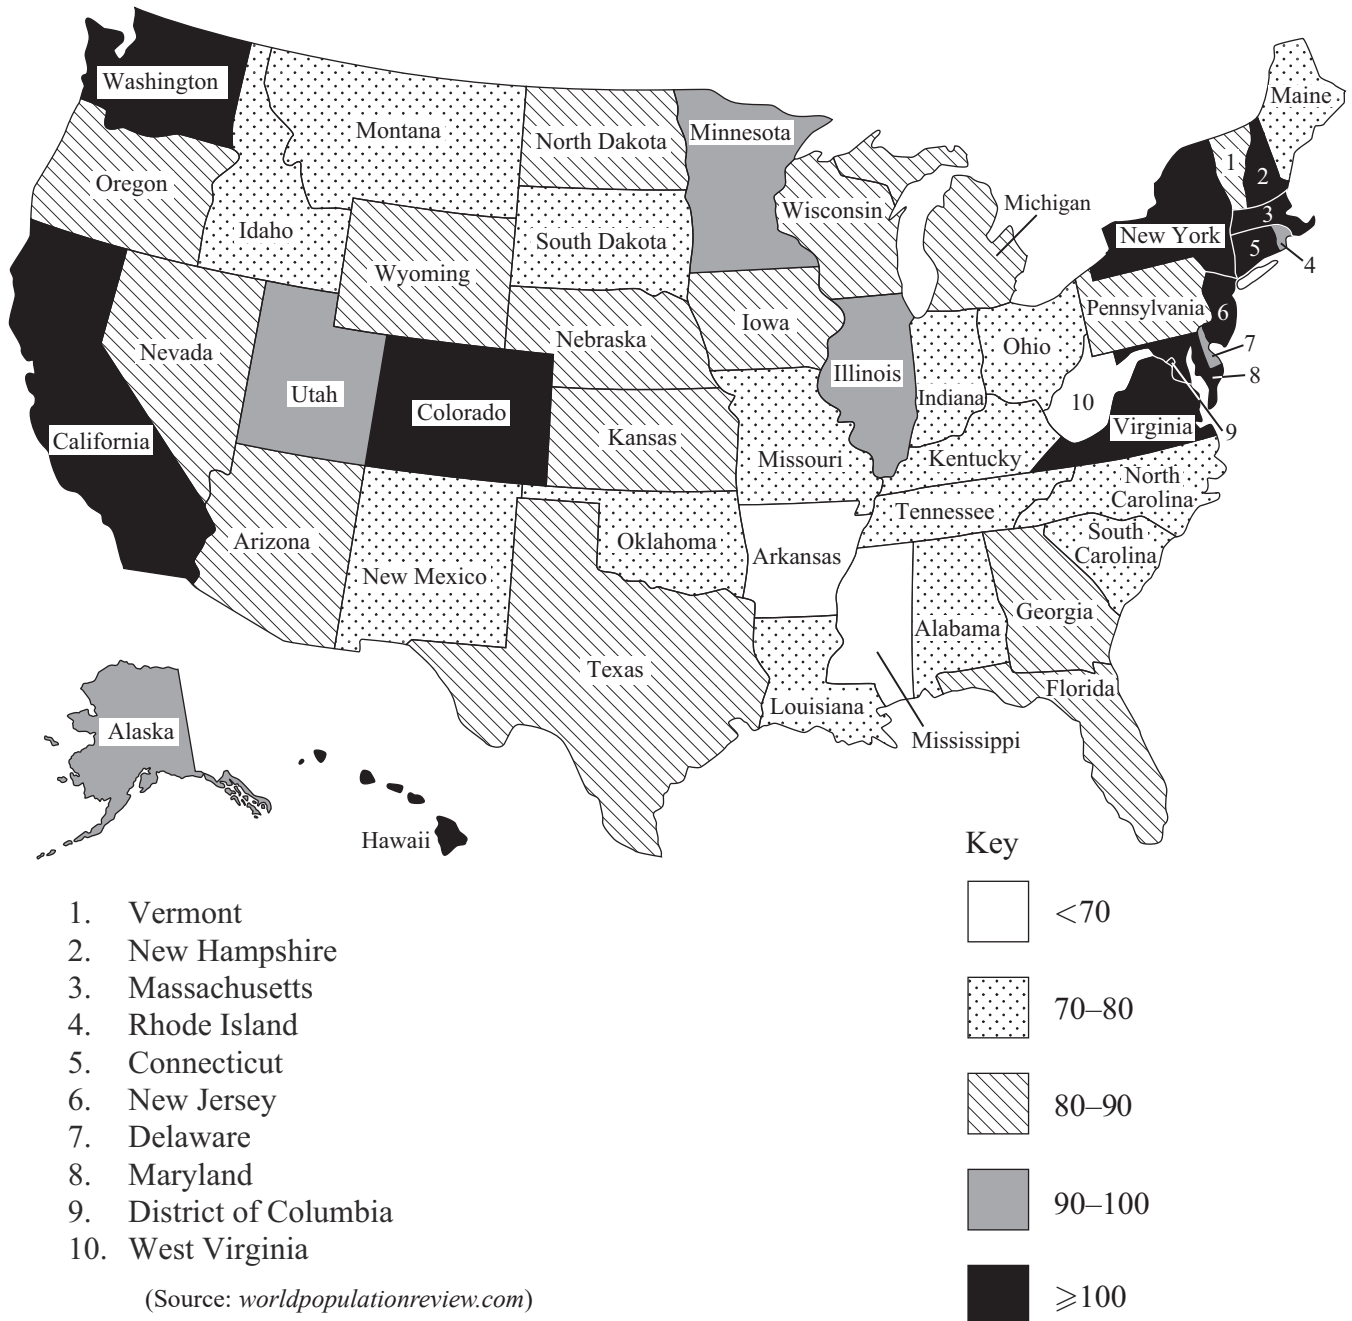 Washington
Maine
Montana
North Dakota
Minnesota
1
Oregon
2
Michigan
Wisconsin
3
Idaho
South Dakota
New York
5
4
Wyoming
Pennsylvania
6
Iowa
Nebraska
Nevada
Ohio
7
Illinois
8
Utah
Indiana
10
Colorado
Virginia
9
California
Kansas
Missouri
Kentucky
North
Carolina
Tennessee
South
Carolina
Arizona
Oklahoma
Arkansas
New Mexico
Georgia
Alabama
Texas
Florida
Louisiana
Alaska
Mississippi
Hawaii
Key
<70
70–80
80–90
90–100
⩾100
1. Vermont
2. New Hampshire
3. Massachusetts
4. Rhode Island
5. Connecticut
6. New Jersey
7. Delaware
8. Maryland
9. District of Columbia
10. West Virginia
(Source: worldpopulationreview.com)